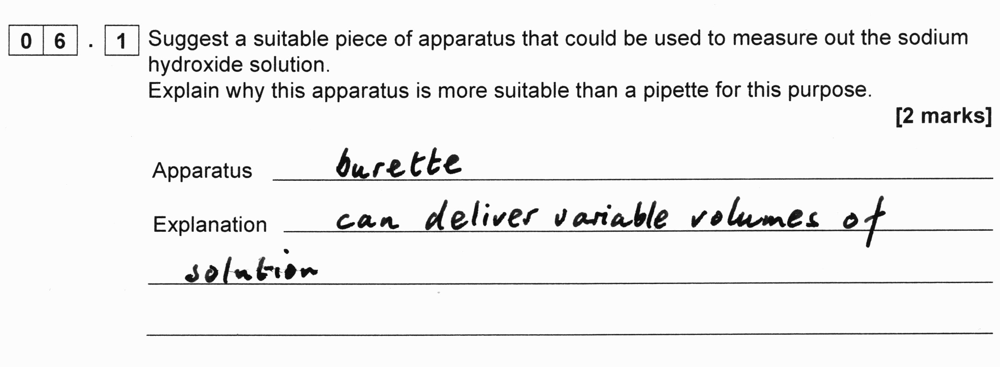 06.1 Suggest a suitable piece of apparatus that could be used to measure out the sodium
hydroxide solution.
Explain why this apparatus is more suitable than a pipette for this purpose.
[2 marks]
Apparatus burette
Explanation can deliver variable volumes of
solution